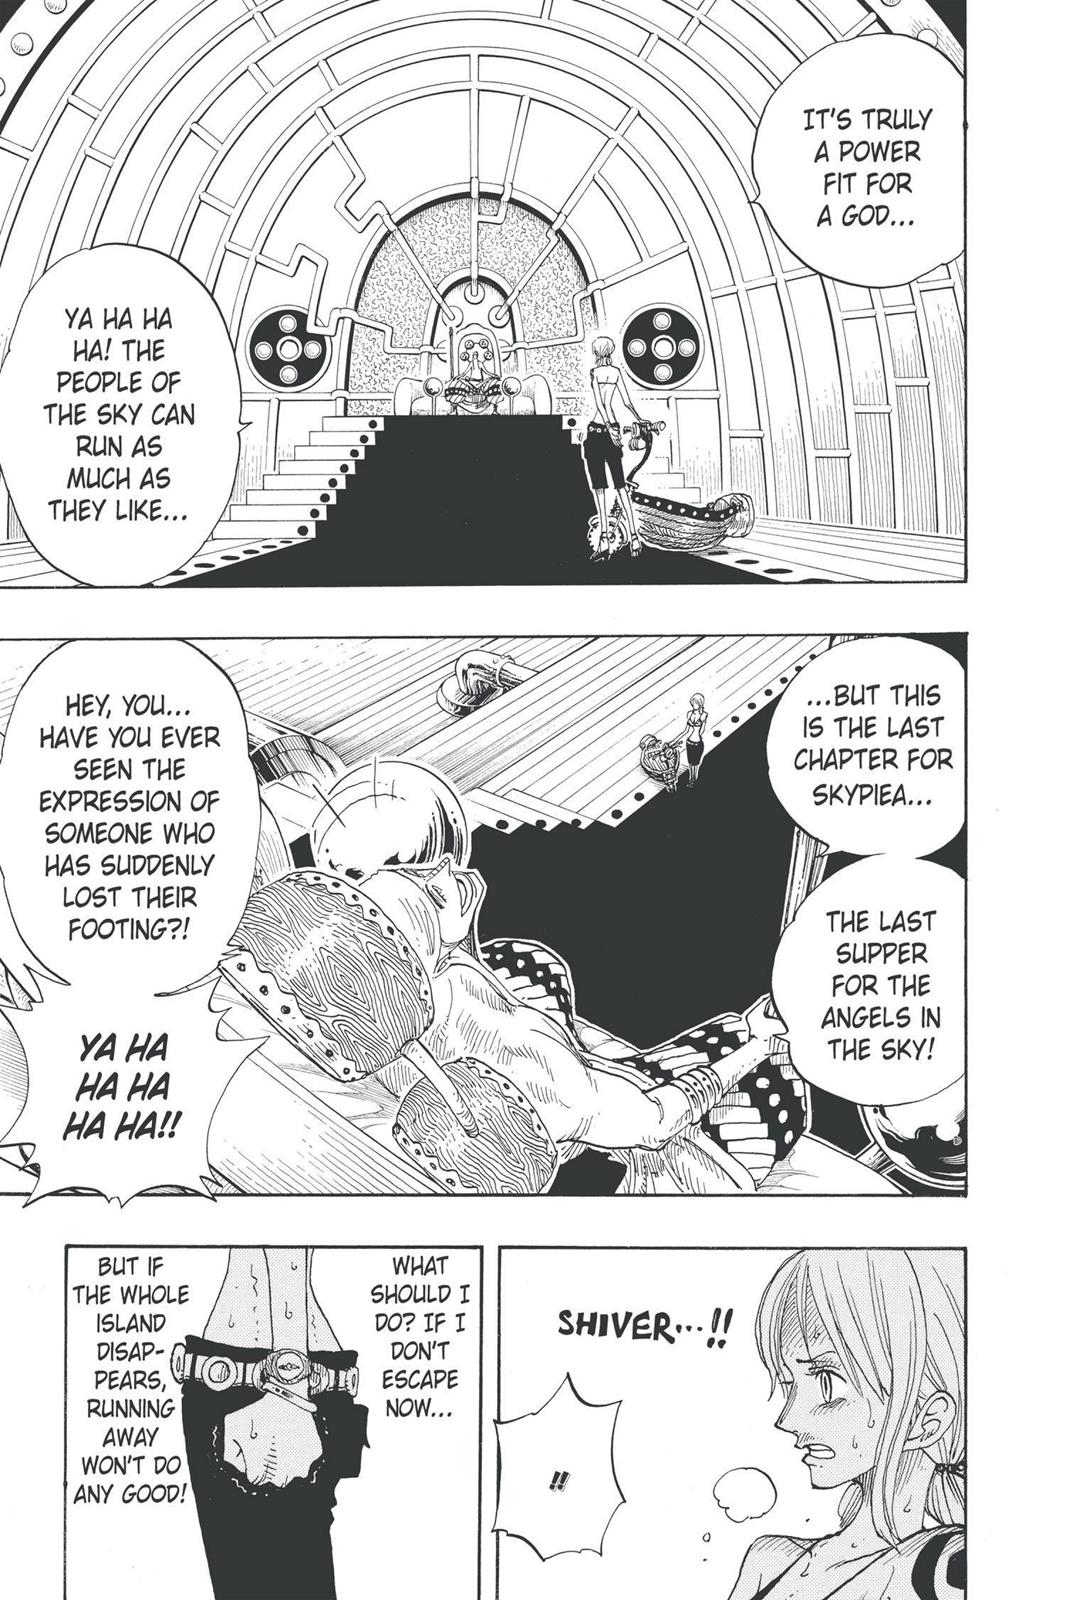 IT'S TRULY
A POWER
FIT FOR
A GOD...
YA HA HA
HA! THE
PEOPLE OF
THE SKY CAN
RUN AS
MUCH AS
THEY LIKE...
...BUT THIS
IS THE LAST
CHAPTER FOR
SKYPIEA...
THE LAST
SUPPER
FOR THE
ANGELS IN
THE SKY!
HEY, YOU...
HAVE YOU EVER
SEEN THE
EXPRESSION OF
SOMEONE WHO
HAS SUDDENLY
LOST THEIR
FOOTING?!
YA HA
HA HA
HA HA!!
SHIVER...!!
!!
WHAT
SHOULD I
DO? IF I
DON'T
ESCAPE
NOW...
BUT IF
THE WHOLE
ISLAND
DISAP-
PEARS,
RUNNING
AWAY
WON'T DO
ANY GOOD!